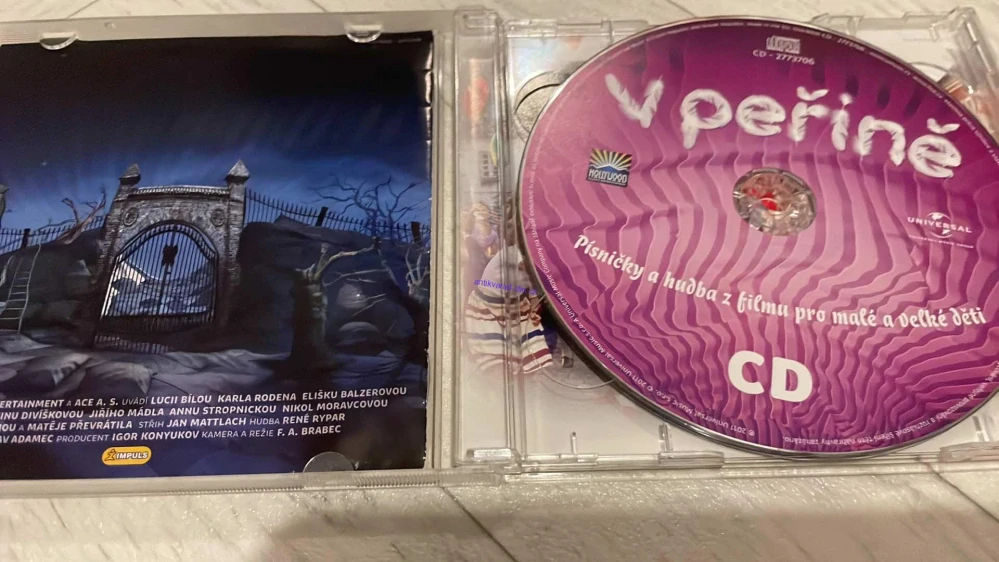 ERTAINMENT A ACE A. S. UVÁDÍ LUCII BÍLOU KARLA RODENA ELIŠKU BALZEROVOU
INU DIVÍŠKOVOU JIŘÍHO MÁDLA ANNU STROPNICKOU NIKOL MORAVCOVOU
OU A MATĚJE PŘEVRÁTILA STŘIH JAN MATTLACH HUDBA RENÉ RYPAR
AV ADAMEC PRODUCENT IGOR KONYUKOV KAMERA A REŽIE F. A. BRABEC
IMPULS
CD - 2773706
V peřině
HOLLYWOOD
UNIVERSAL
Písničky a hudba z filmu pro malé a velké děti
CD